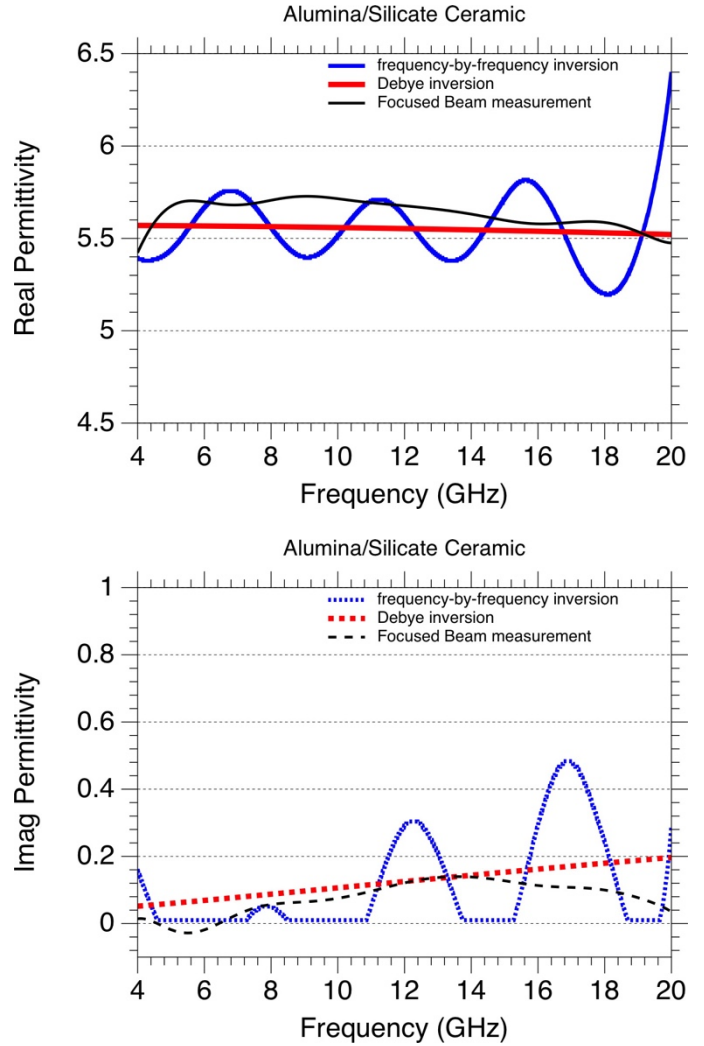 Alumina/Silicate Ceramic
6.5
frequency-by-frequency inversion
Debye inversion
Focused Beam measurement
6
Real Permittivity
5.5
5
4.5
4 6 8 10 12 14 16 18 20
Frequency (GHz)
Alumina/Silicate Ceramic
1
frequency-by-frequency inversion
Debye inversion
Focused Beam measurement
0.8
0.6
Imag Permittivity
0.4
0.2
0
4 6 8 10 12 14 16 18 20
Frequency (GHz)